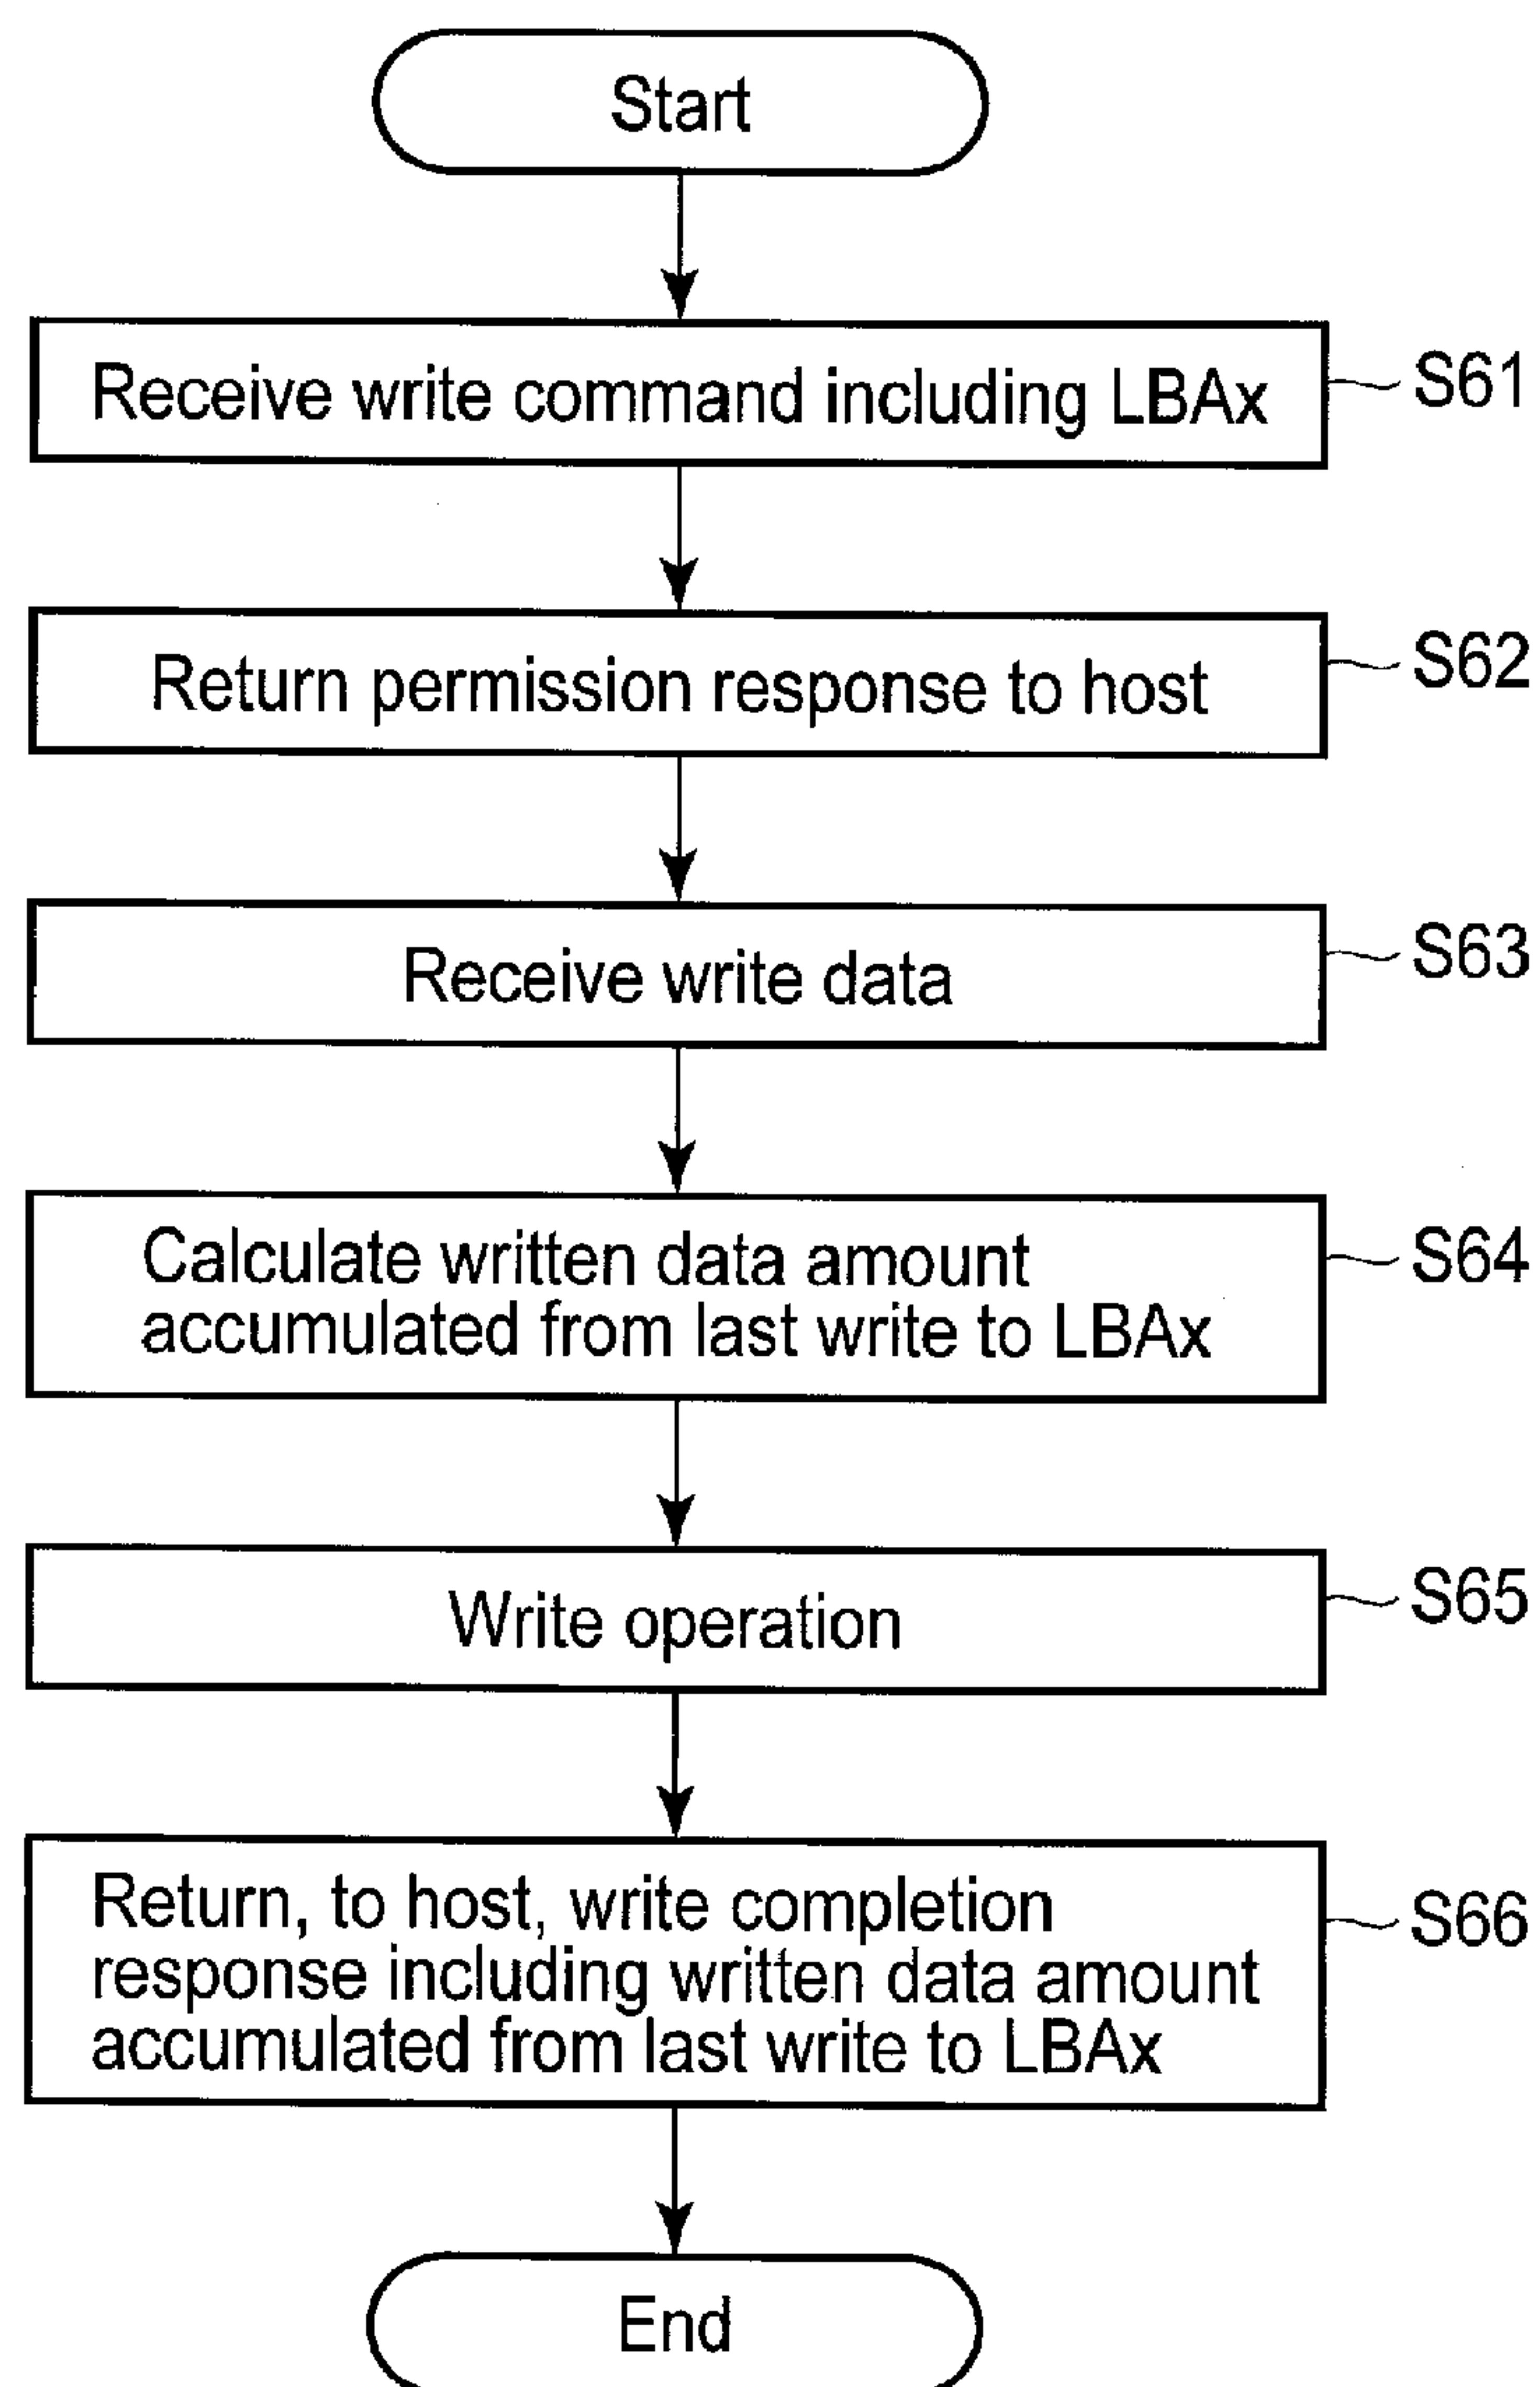 Start
Receive write command including LBAx
S61
Return permission response to host
S62
Receive write data
S63
Calculate written data amount
accumulated from last write to LBAx
S64
Write operation
S65
Return, to host, write completion
response including written data amount
accumulated from last write to LBAx
S66
End